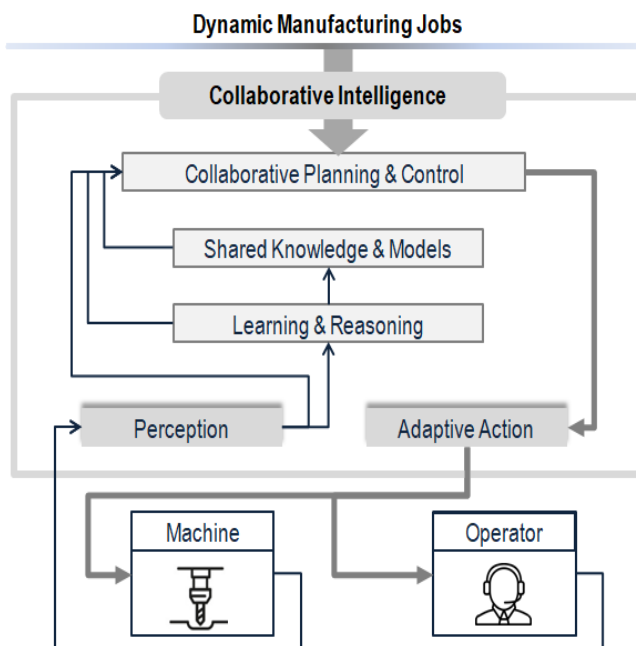 Dynamic Manufacturing Jobs
Collaborative Intelligence
Collaborative Planning & Control
Shared Knowledge & Models
Learning & Reasoning
Perception
Adaptive Action
Machine
Operator